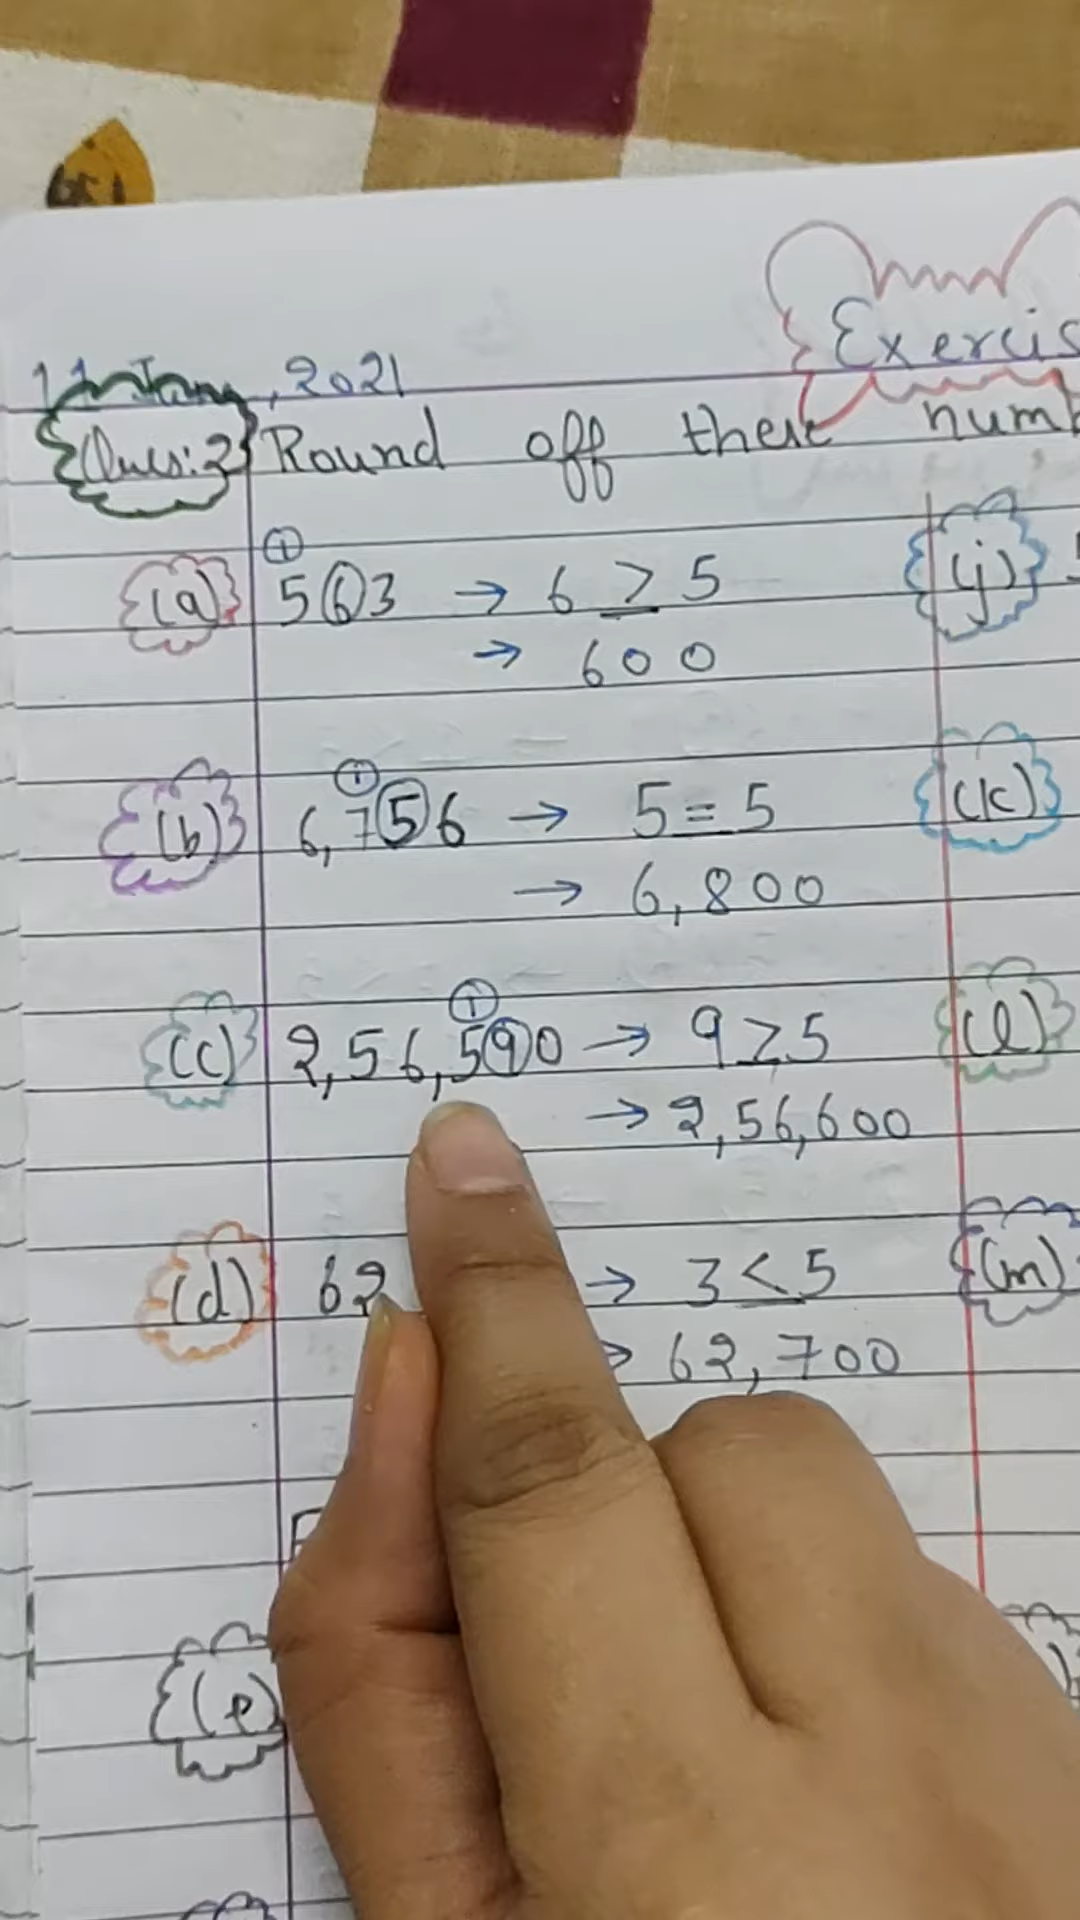 Exercis
11 Jan, 2021
Ques:3 Round off these numb
(a) 563 → 6 > 5
→ 600
(j)
(b) 6,756 → 5 = 5
→ 6,800
(k)
(c) 2,56,590 → 9 > 5
→ 2,56,600
(l)
(d) 62 → 3 < 5
→ 62,700
(m)
(e)